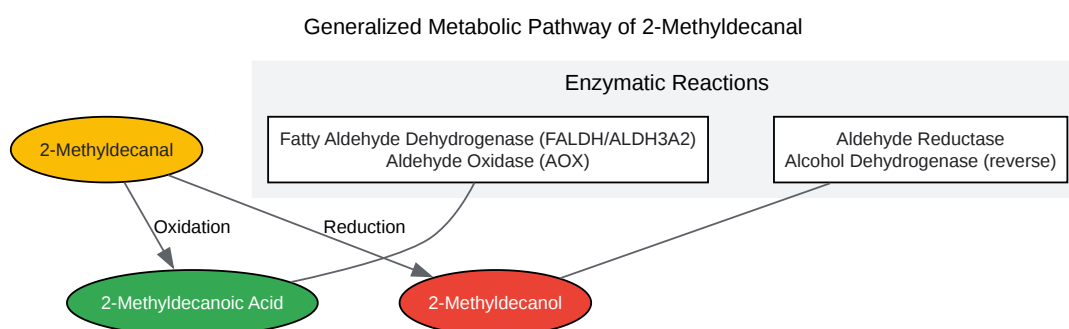 Generalized Metabolic Pathway of 2-Methyldecanal
Enzymatic Reactions
Fatty Aldehyde Dehydrogenase (FALDH/ALDH3A2)
Aldehyde Oxidase (AOX)
Aldehyde Reductase
Alcohol Dehydrogenase (reverse)
2-Methyldecanal
Oxidation
Reduction
2-Methyldecanoic Acid
2-Methyldecanol